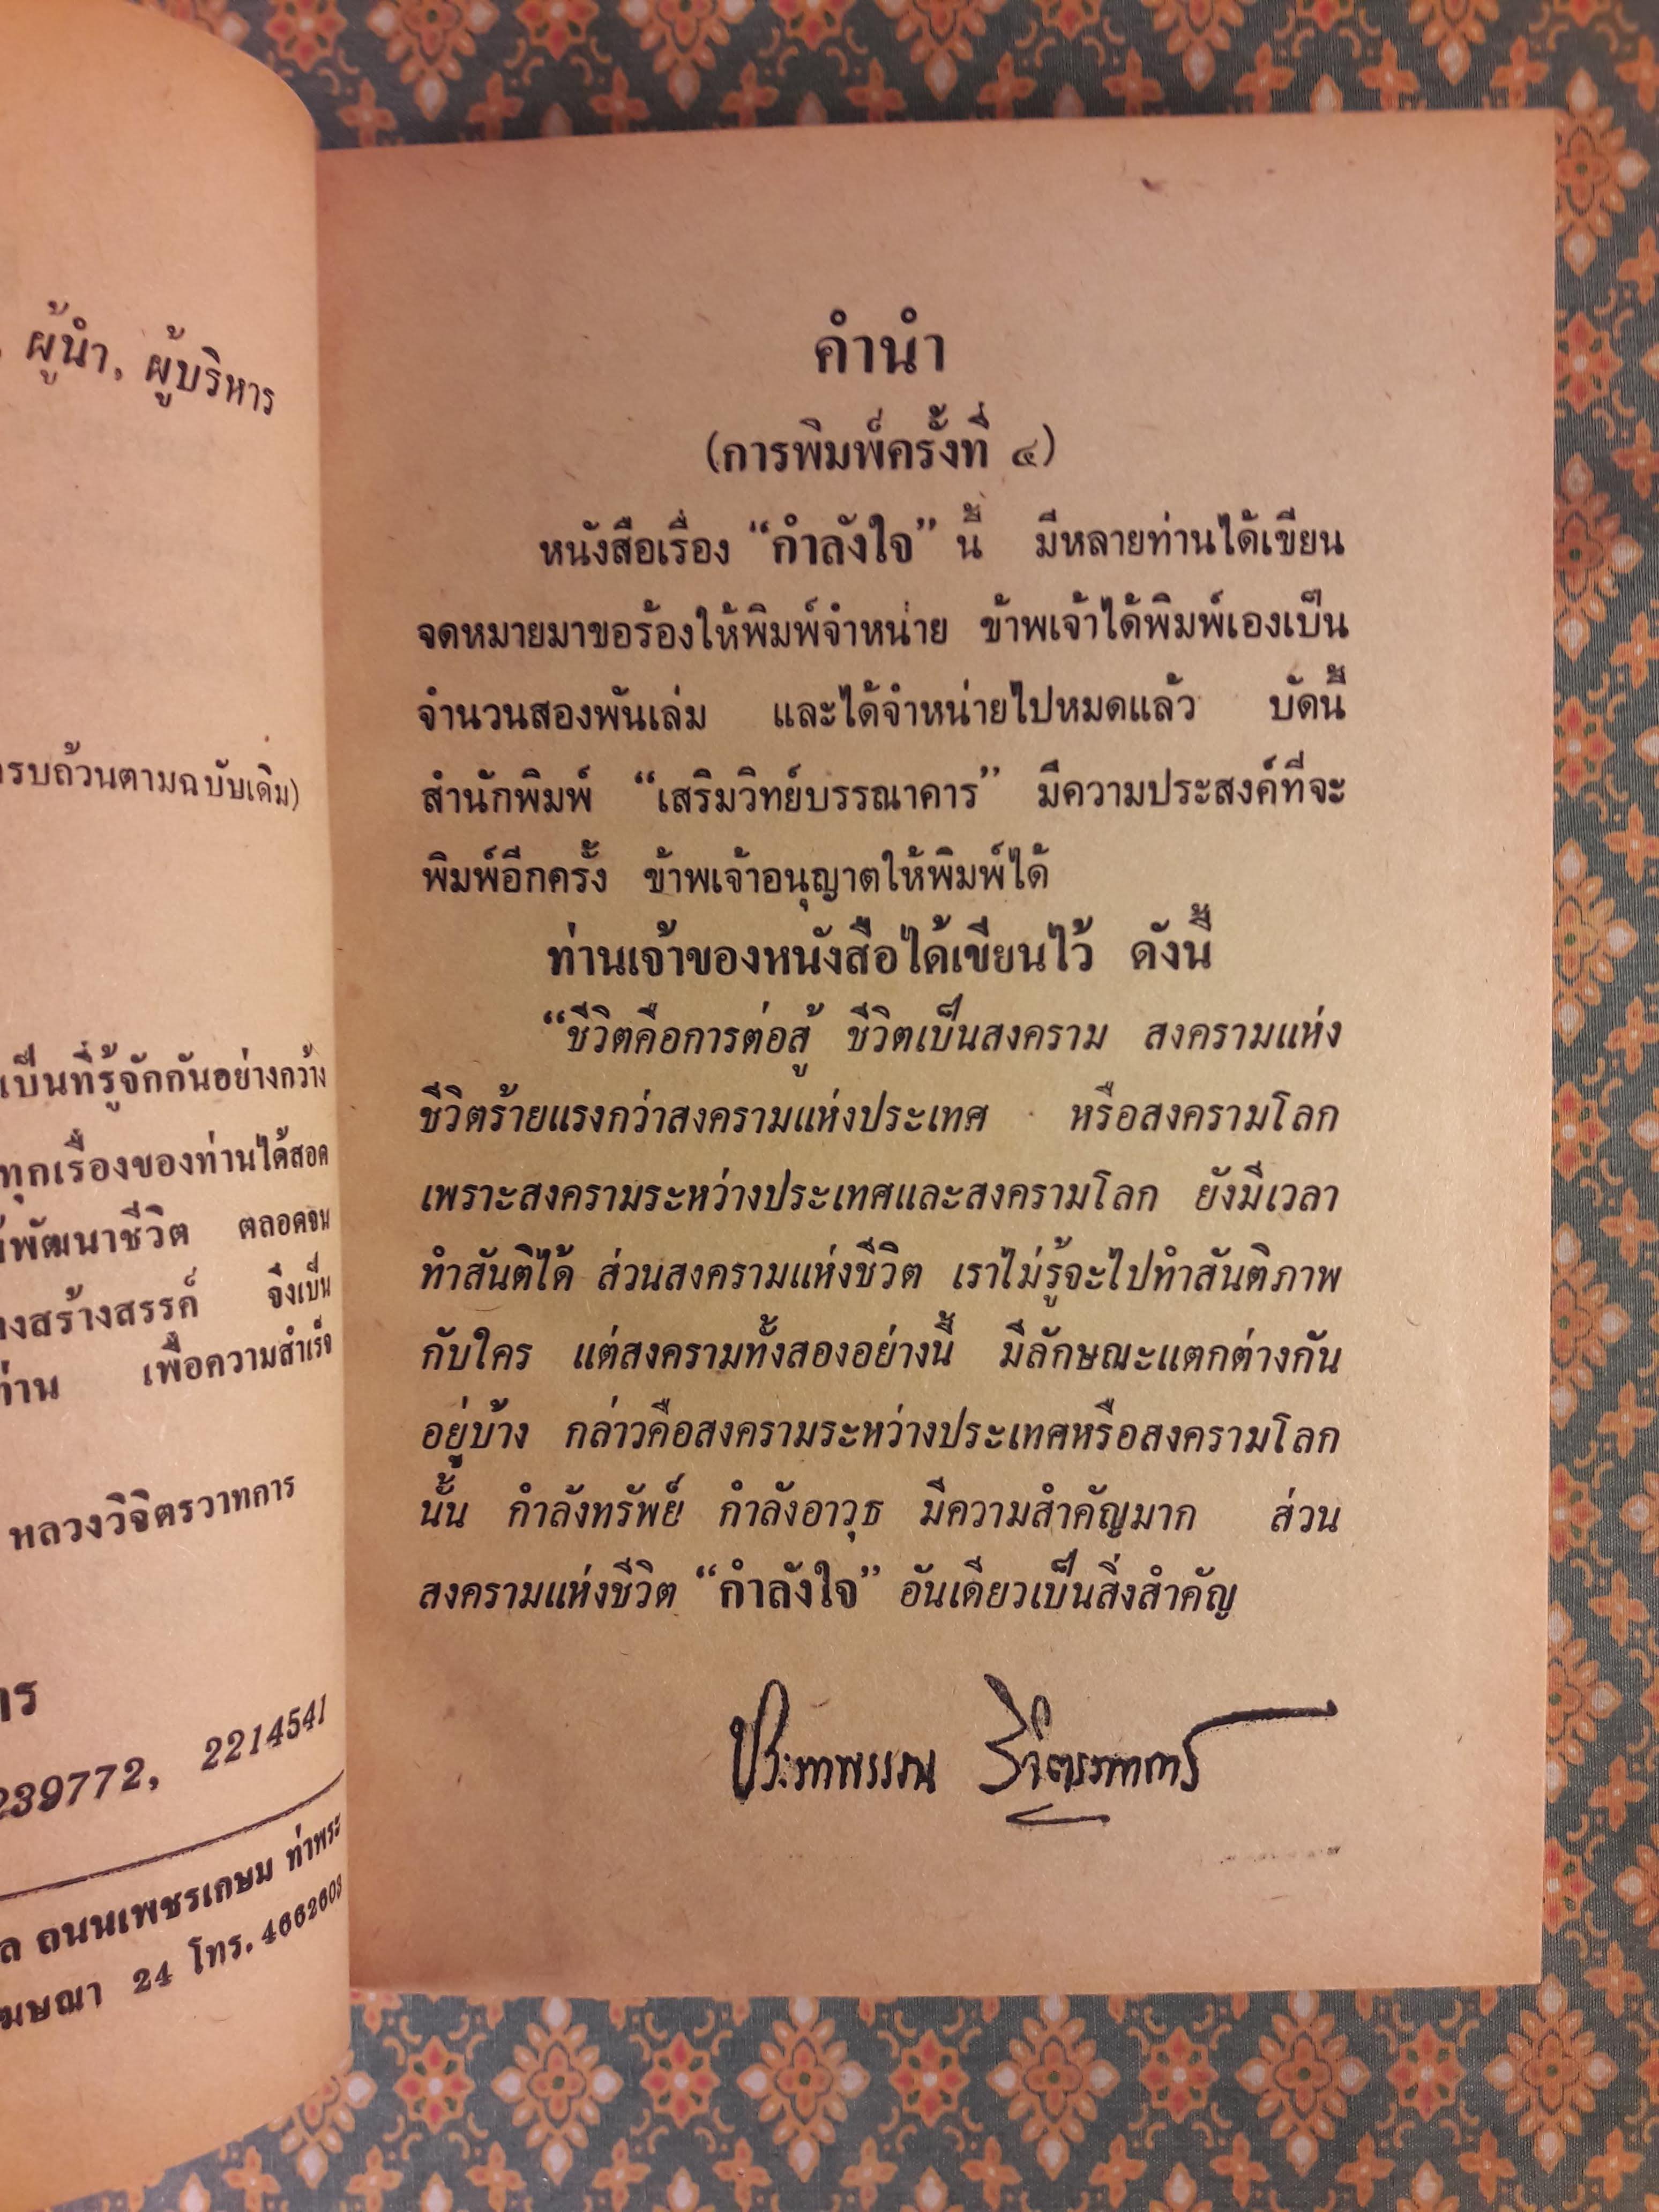 ผู้นำ, ผู้บริหาร
รบถ้วนตามฉบับเดิม)
เป็นที่รู้จักกันอย่างกว้าง
ทุกเรื่องของท่านได้สอด
พัฒนาชีวิต ตลอดจน
งสร้างสรรค์ จึงเป็น
ท่าน เพื่อความสำเร็จ
หลวงวิจิตรวาทการ
าร
239772, 2214541
ล ถนนเพชรเกษม ท่าพระ
ฆษณา 24 โทร. 4662603
คำนำ
(การพิมพ์ครั้งที่ ๔)
หนังสือเรื่อง “กำลังใจ” นี้ มีหลายท่านได้เขียน
จดหมายมาขอร้องให้พิมพ์จำหน่าย ข้าพเจ้าได้พิมพ์เองเป็น
จำนวนสองพันเล่ม และได้จำหน่ายไปหมดแล้ว บัดนี้
สำนักพิมพ์ “เสริมวิทย์บรรณาคาร” มีความประสงค์ที่จะ
พิมพ์อีกครั้ง ข้าพเจ้าอนุญาตให้พิมพ์ได้
ท่านเจ้าของหนังสือได้เขียนไว้ ดังนี้
“ชีวิตคือการต่อสู้ ชีวิตเป็นสงคราม สงครามแห่ง
ชีวิตร้ายแรงกว่าสงครามแห่งประเทศ หรือสงครามโลก
เพราะสงครามระหว่างประเทศและสงครามโลก ยังมีเวลา
ทำสันติได้ ส่วนสงครามแห่งชีวิต เราไม่รู้จะไปทำสันติภาพ
กับใคร แต่สงครามทั้งสองอย่างนี้ มีลักษณะแตกต่างกัน
อยู่บ้าง กล่าวคือสงครามระหว่างประเทศหรือสงครามโลก
นั้น กำลังทรัพย์ กำลังอาวุธ มีความสำคัญมาก ส่วน
สงครามแห่งชีวิต “กำลังใจ” อันเดียวเป็นสิ่งสำคัญ
ประภาพรรณ วิจิตรวาทการ